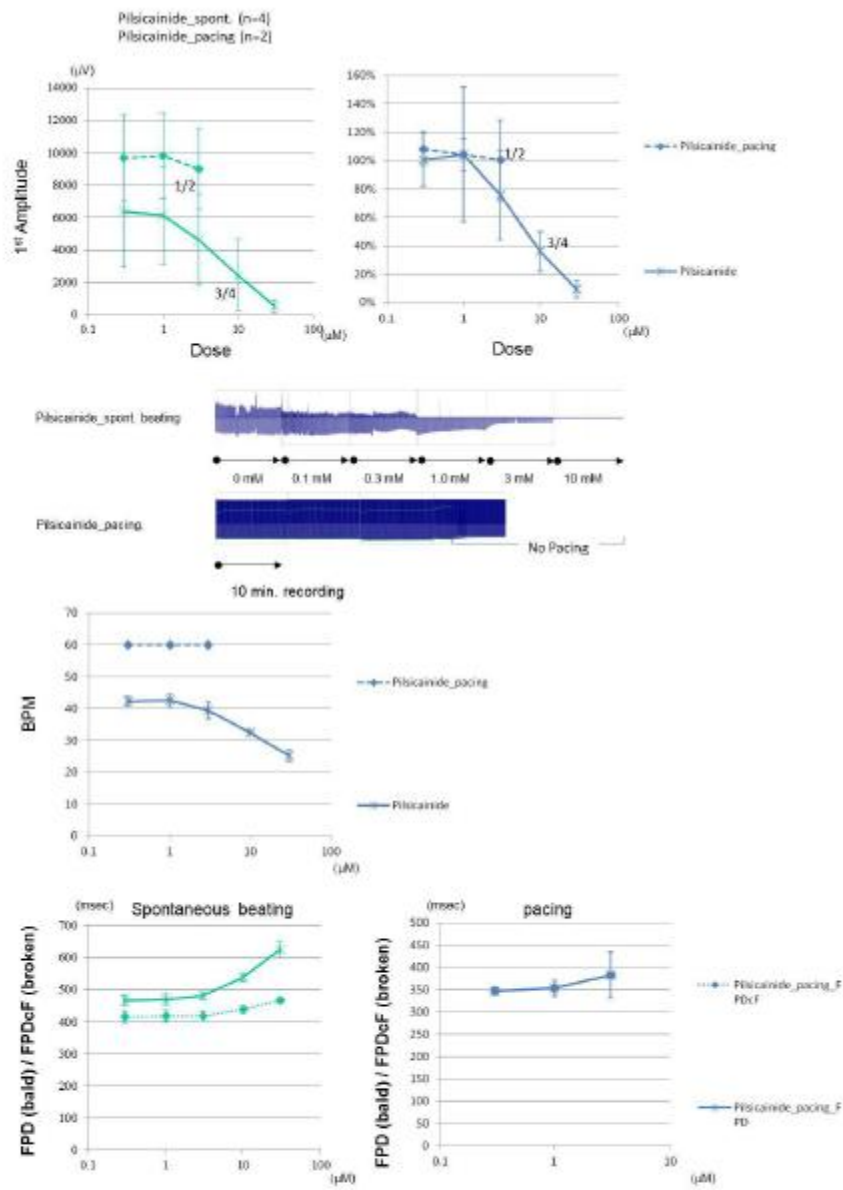 Pilsicainide_spont. (n=4)
Pilsicainide_pacing (n=2)
(μV)
14000
12000
10000
8000
6000
4000
2000
0
1st Amplitude
1/2
3/4
0.1 1 10 100
(μM)
Dose
160%
140%
120%
100%
80%
60%
40%
20%
0%
1/2
3/4
0.1 1 10 100
(μM)
Dose
Pilsicainide_pacing
Pilsicainide
Pilsicainide_spont. beating
0 mM 0.1 mM 0.3 mM 1.0 mM 3 mM 10 mM
Pilsicainide_pacing.
No Pacing
10 min. recording
70
60
50
40
30
20
10
0
BPM
0.1 1 10 100
(μM)
Pilsicainide_pacing
Pilsicainide
(msec) Spontaneous beating
700
600
500
400
300
200
100
0
FPD (bald) / FPDcF (broken)
0.1 1 10 100
(μM)
(msec) pacing
500
450
400
350
300
250
200
150
100
50
0
FPD (bald) / FPDcF (broken)
0.1 1 10
(μM)
Pilsicainide_pacing_F
PDcF
Pilsicainide_pacing_F
PD